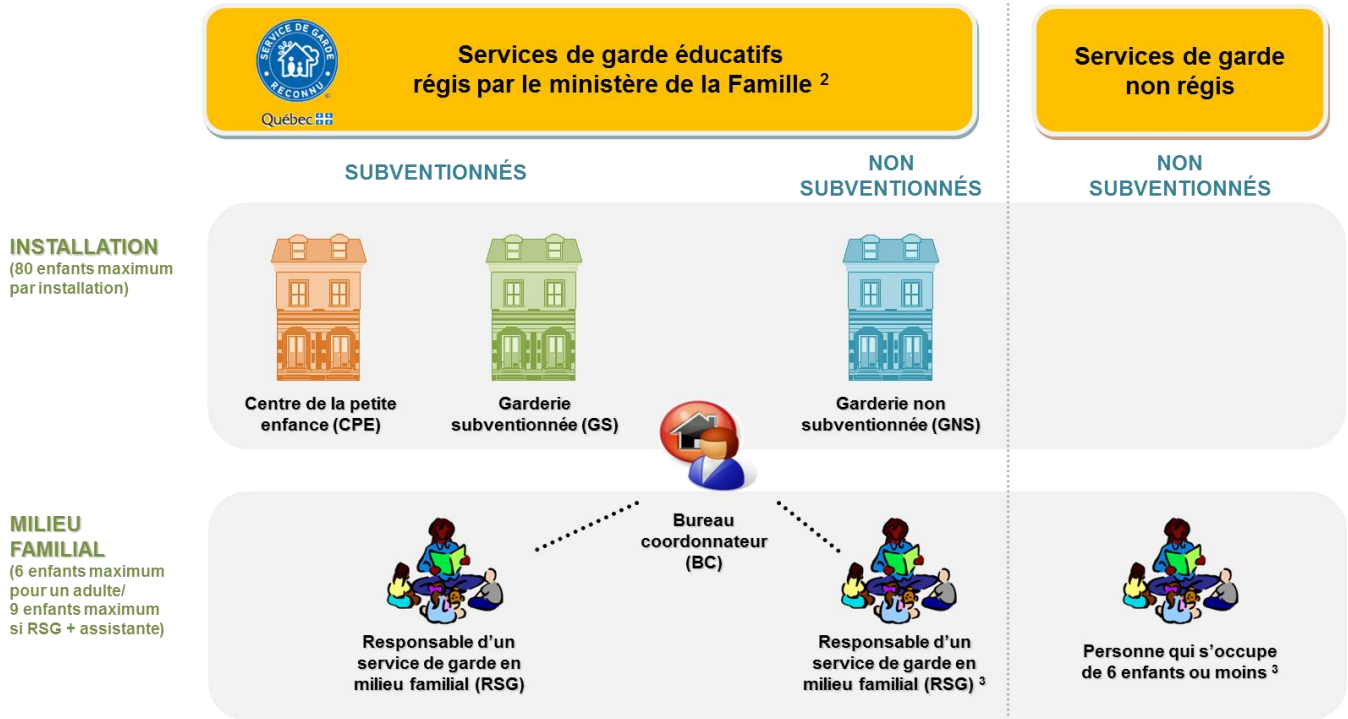 SERVICE DE GARDE
RECONNU
Québec
Services de garde éducatifs
régis par le ministère de la Famille 2
Services de garde
non régis
SUBVENTIONNÉS
NON
SUBVENTIONNÉS
NON
SUBVENTIONNÉS
INSTALLATION
(80 enfants maximum
par installation)
Centre de la petite
enfance (CPE)
Garderie
subventionnée (GS)
Garderie non
subventionnée (GNS)
MILIEU
FAMILIAL
(6 enfants maximum
pour un adulte/
9 enfants maximum
si RSG + assistante)
Bureau
coordonnateur
(BC)
Responsable d’un
service de garde en
milieu familial (RSG)
Responsable d’un
service de garde en
milieu familial (RSG) 3
Personne qui s’occupe
de 6 enfants ou moins 3